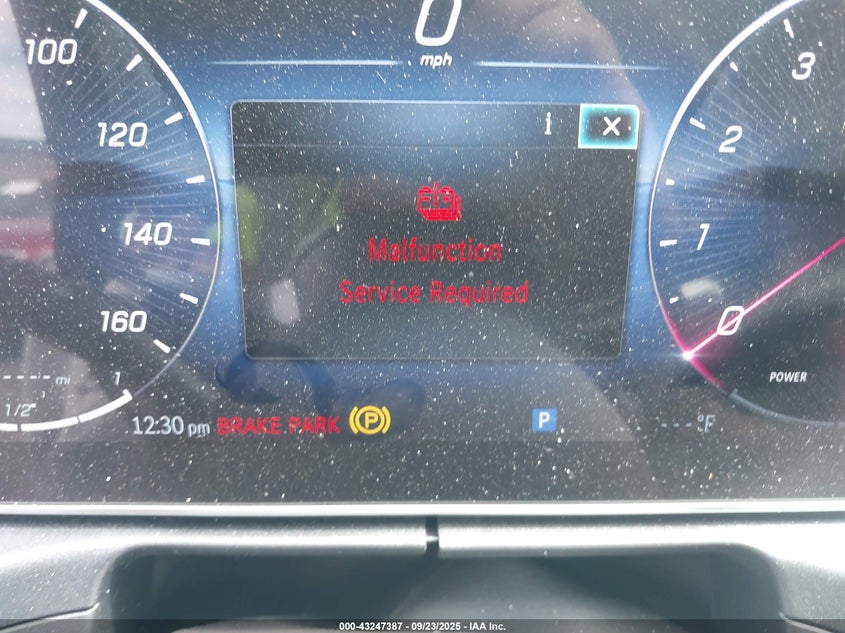 0
mph
100
120
140
160
3
2
1
0
POWER
i X
Malfunction
Service Required
----- mi
1/2
1
12:30 pm BRAKE PARK (P) P ---°F
000-43247387 - 09/23/2025 - IAA Inc.